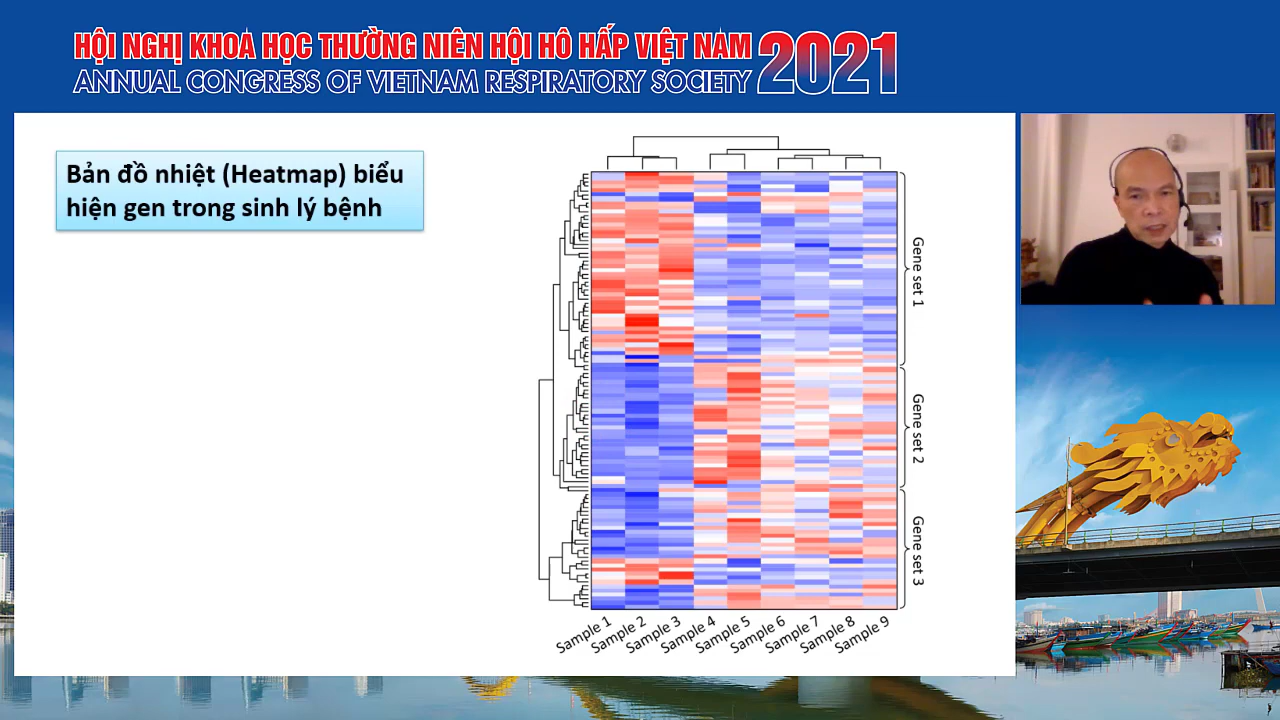 HỘI NGHỊ KHOA HỌC THƯỜNG NIÊN HỘI HÔ HẤP VIỆT NAM 2021
ANNUAL CONGRESS OF VIETNAM RESPIRATORY SOCIETY
Bản đồ nhiệt (Heatmap) biểu
hiện gen trong sinh lý bệnh
Gene set 1
Gene set 2
Gene set 3
Sample 1
Sample 2
Sample 3
Sample 4
Sample 5
Sample 6
Sample 7
Sample 8
Sample 9